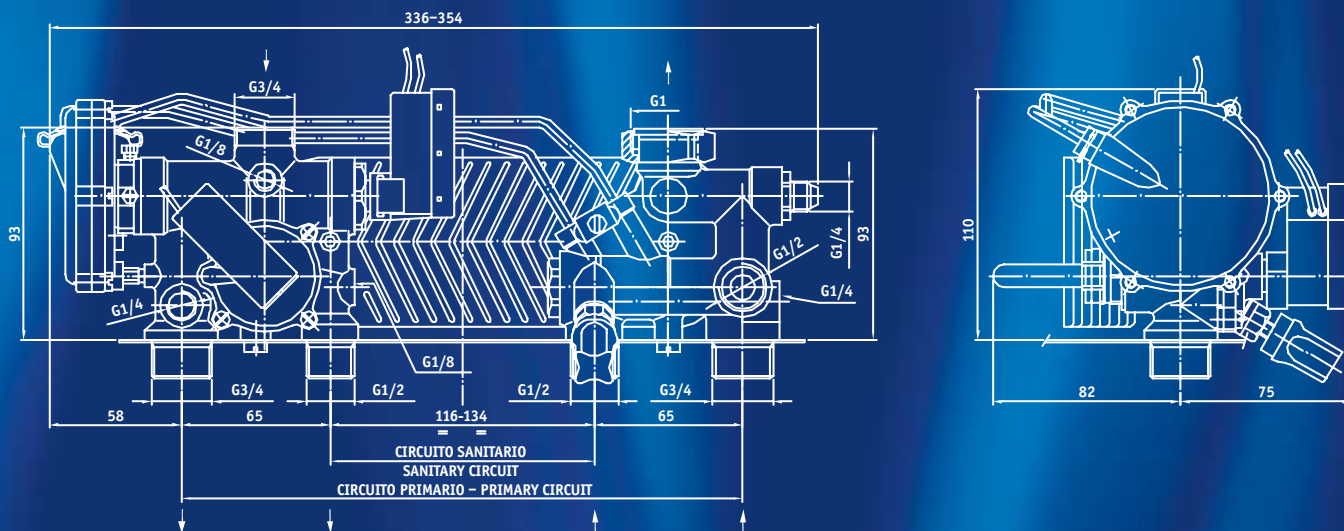 336–354
G3/4
G1
G1/8
93
G1/4
G1/2
G1/4
93
G1/4
G1/8
G3/4
G1/2
G1/2
G3/4
58
65
116-134
65
= =
CIRCUITO SANITARIO
SANITARY CIRCUIT
CIRCUITO PRIMARIO – PRIMARY CIRCUIT
110
82
75